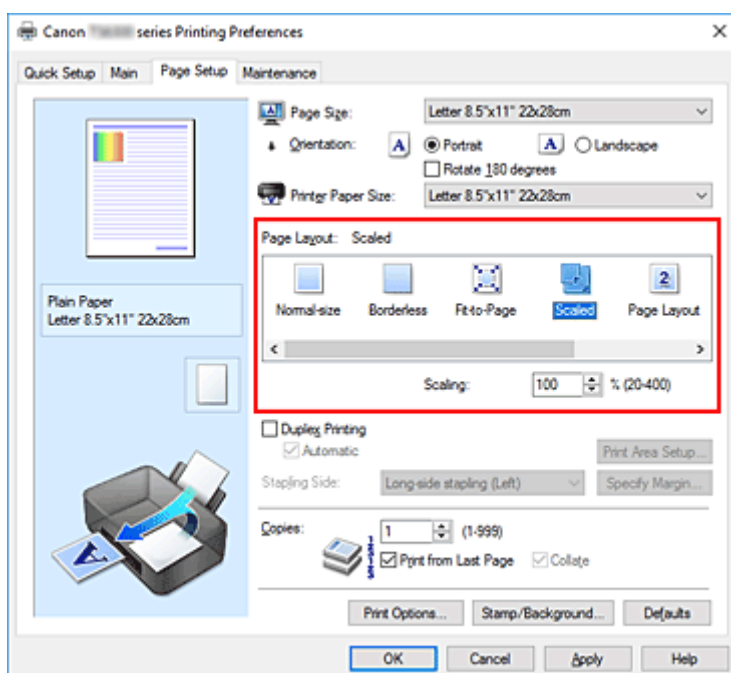 Canon series Printing Preferences
Quick Setup Main Page Setup Maintenance
Page Size: Letter 8.5"x11" 22x28cm
Orientation: A Portrait A Landscape
Rotate 180 degrees
Printer Paper Size: Letter 8.5"x11" 22x28cm
Page Layout: Scaled
2
Normal-size Borderless Fit-to-Page Scaled Page Layout
Plain Paper
Letter 8.5"x11" 22x28cm
Scaling: 100 % (20-400)
Duplex Printing
Automatic Print Area Setup...
Stapling Side: Long-side stapling (Left) Specify Margin...
Copies: 1 (1-999)
Print from Last Page Collate
A
Print Options... Stamp/Background... Defaults
OK Cancel Apply Help